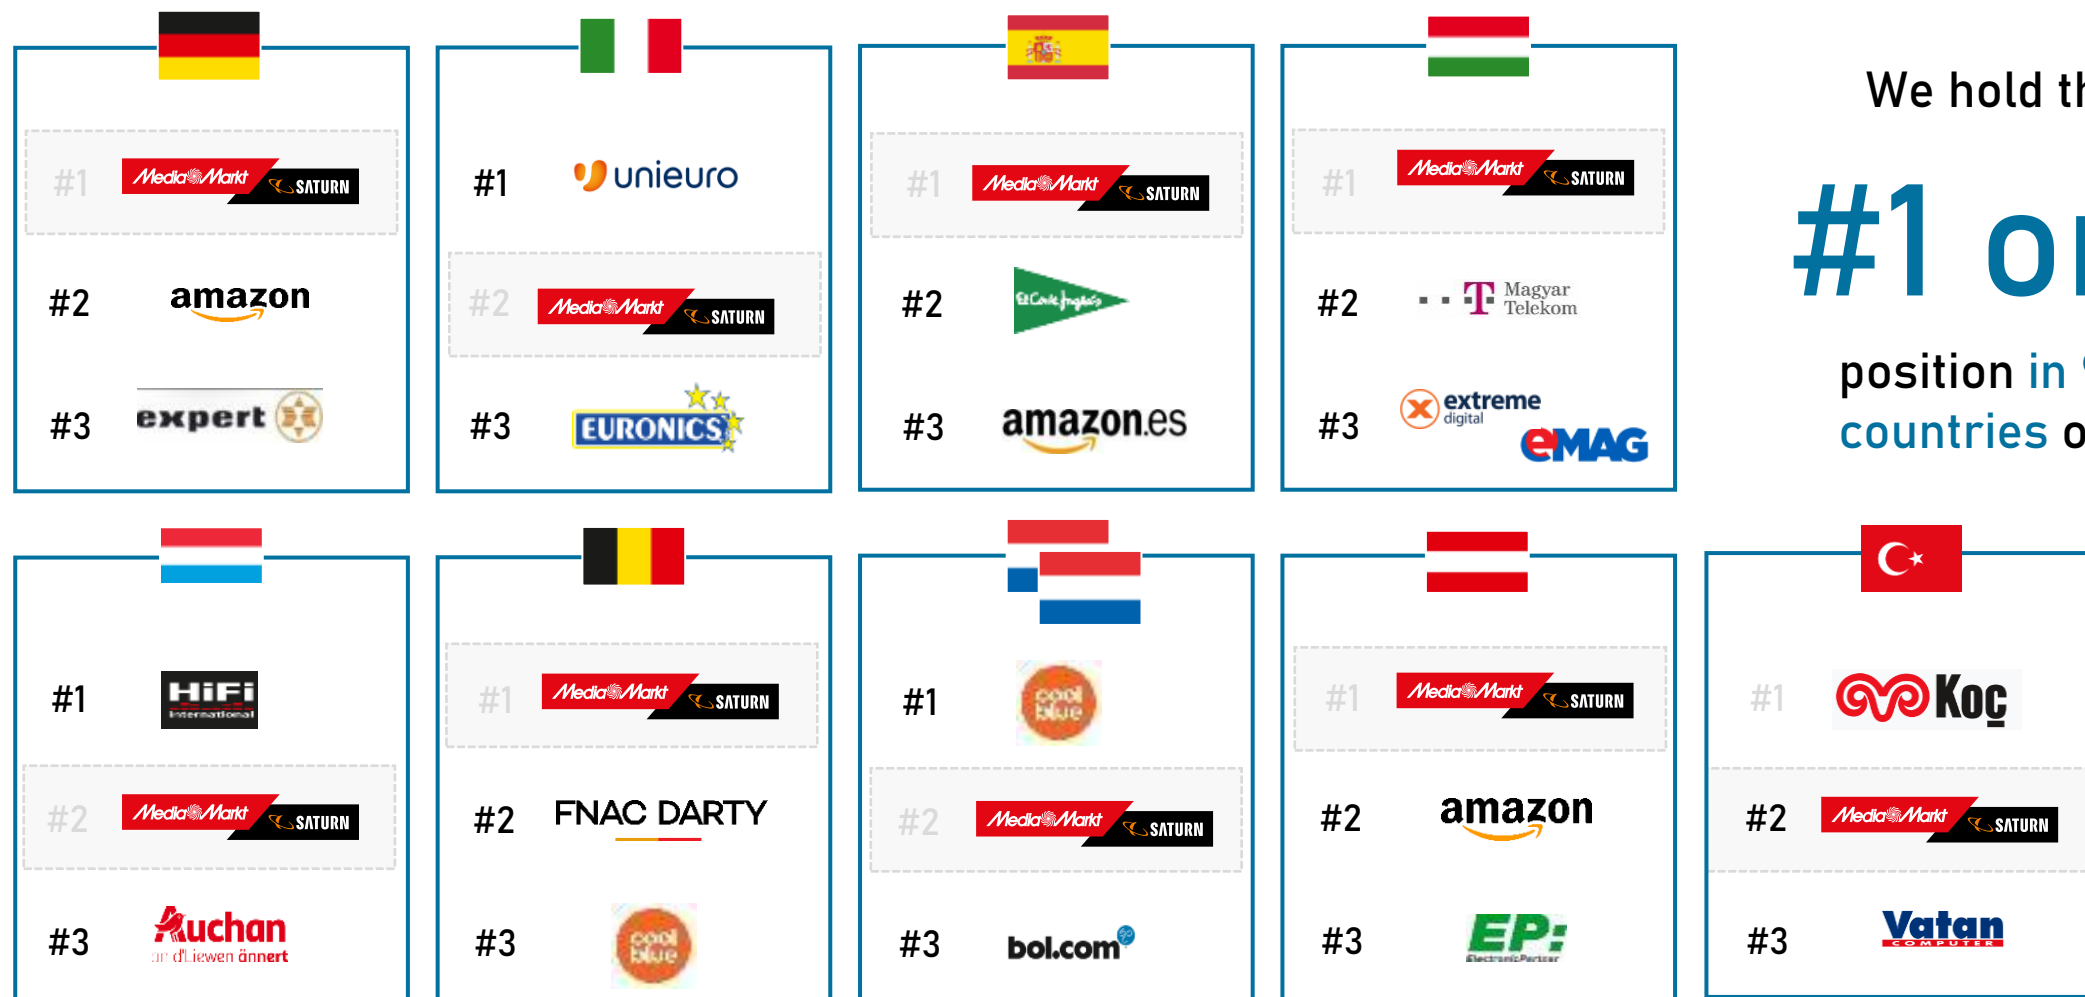 #1 MediaMarkt SATURN
#2 amazon
#3 expert
#1 unieuro
#2 MediaMarkt SATURN
#3 EURONICS
#1 MediaMarkt SATURN
#2 El Corte Inglés
#3 amazon.es
#1 MediaMarkt SATURN
#2 T Magyar
Telekom
#3 extreme
digital
eMAG
We hold th
#1 o
position in
countries o
#1 HiFi
International
#2 MediaMarkt SATURN
#3 Auchan
d'Liewen ännert
#1 MediaMarkt SATURN
#2 FNAC DARTY
#3 cool
blue
#1 cool
blue
#2 MediaMarkt SATURN
#3 bol.com
#1 MediaMarkt SATURN
#2 amazon
#3 EP:
ElectronicPartner
#1 Koç
#2 MediaMarkt SATURN
#3 Vatan
COMPUTER